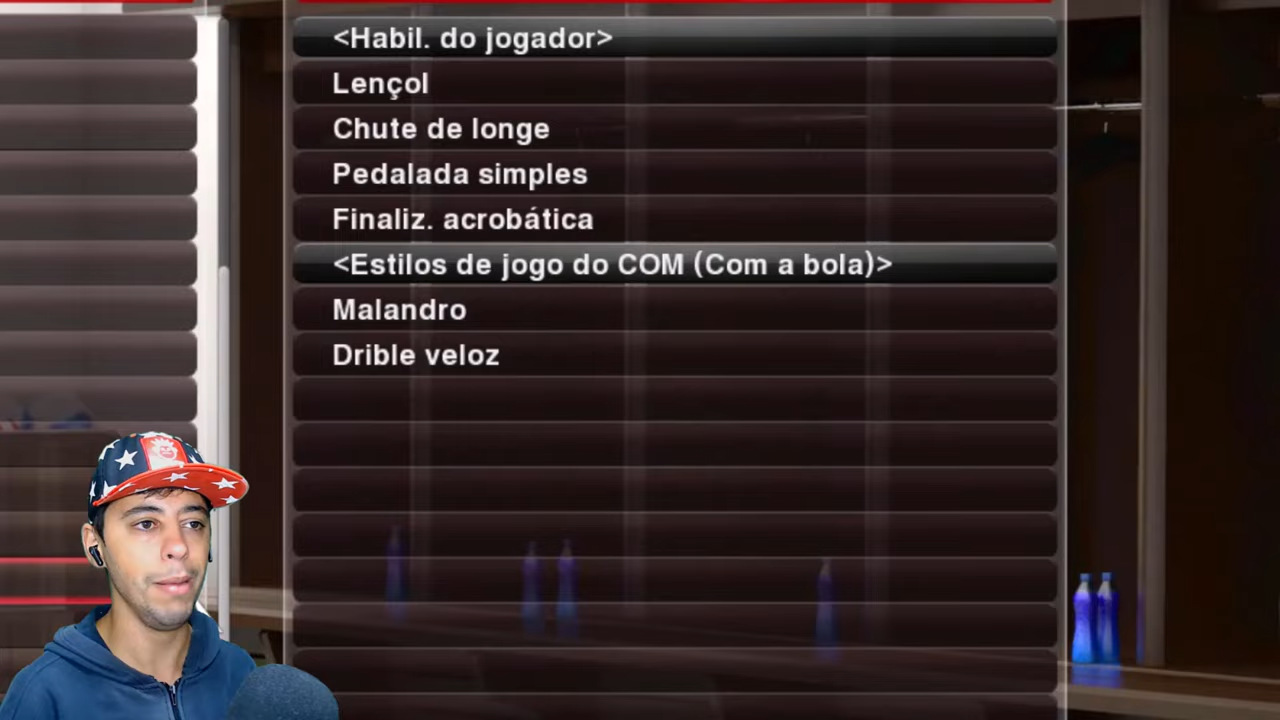 <Habil. do jogador>
Lençol
Chute de longe
Pedalada simples
Finaliz. acrobática
<Estilos de jogo do COM (Com a bola)>
Malandro
Drible veloz